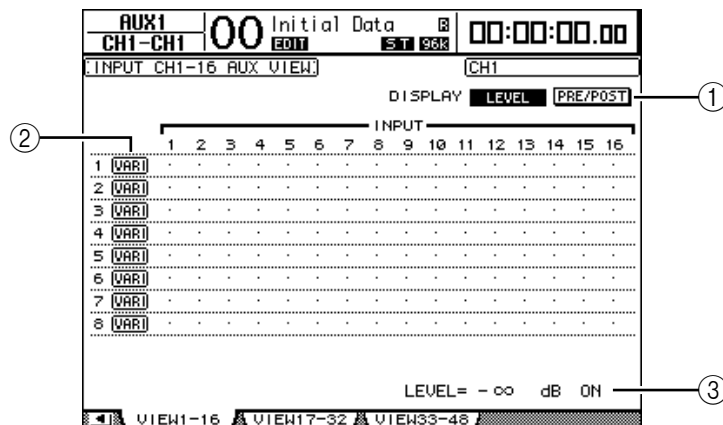 AUX1
CH1-CH1
00
Initial Data R
EDIT ST 96k
00:00:00.00
INPUT CH1-16 AUX VIEW
CH1
DISPLAY LEVEL PRE/POST
①
INPUT
②
1 2 3 4 5 6 7 8 9 10 11 12 13 14 15 16
1 VARI
2 VARI
3 VARI
4 VARI
5 VARI
6 VARI
7 VARI
8 VARI
LEVEL= -∞ dB ON
③
VIEW1-16 VIEW17-32 VIEW33-48